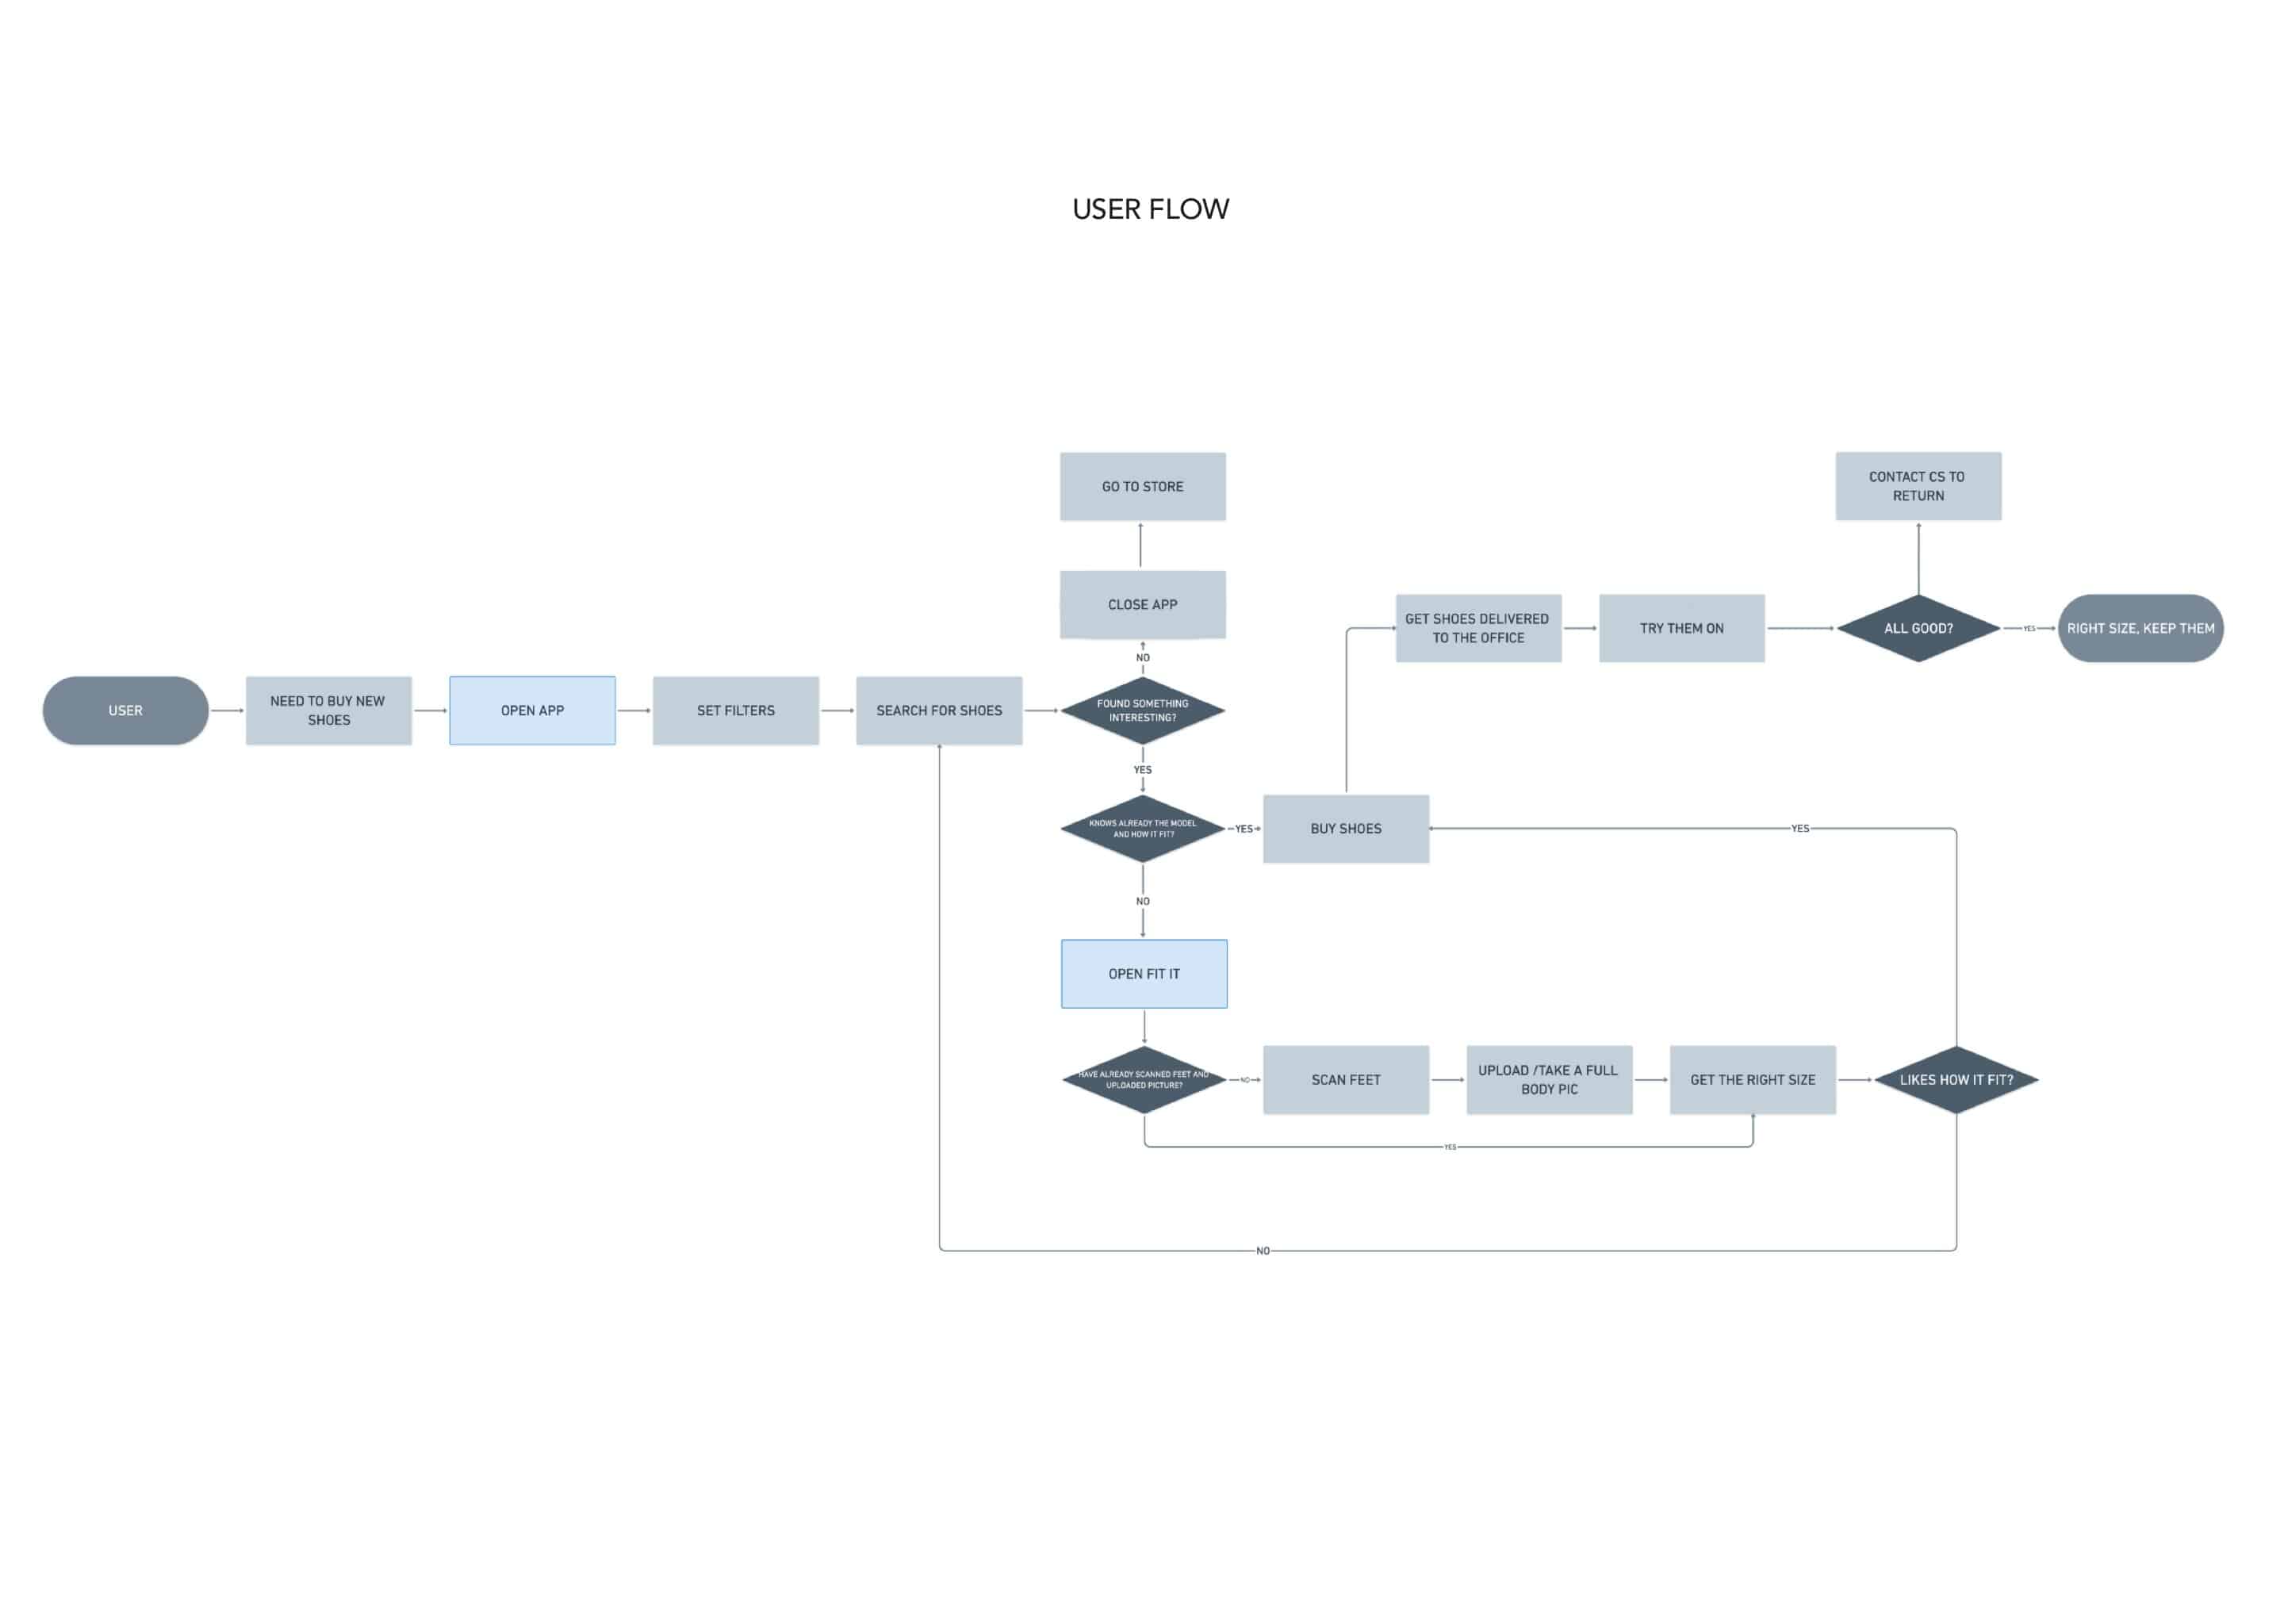 USER FLOW
USER
NEED TO BUY NEW
SHOES
OPEN APP
SET FILTERS
SEARCH FOR SHOES
FOUND SOMETHING
INTERESTING?
NO
CLOSE APP
GO TO STORE
YES
KNOWS ALREADY THE MODEL
AND HOW IT FIT?
YES
BUY SHOES
GET SHOES DELIVERED
TO THE OFFICE
TRY THEM ON
ALL GOOD?
CONTACT CS TO
RETURN
YES
RIGHT SIZE, KEEP THEM
NO
OPEN FIT IT
HAVE ALREADY SCANNED FEET AND
UPLOADED PICTURE?
NO
SCAN FEET
UPLOAD /TAKE A FULL
BODY PIC
GET THE RIGHT SIZE
LIKES HOW IT FIT?
YES
YES
NO